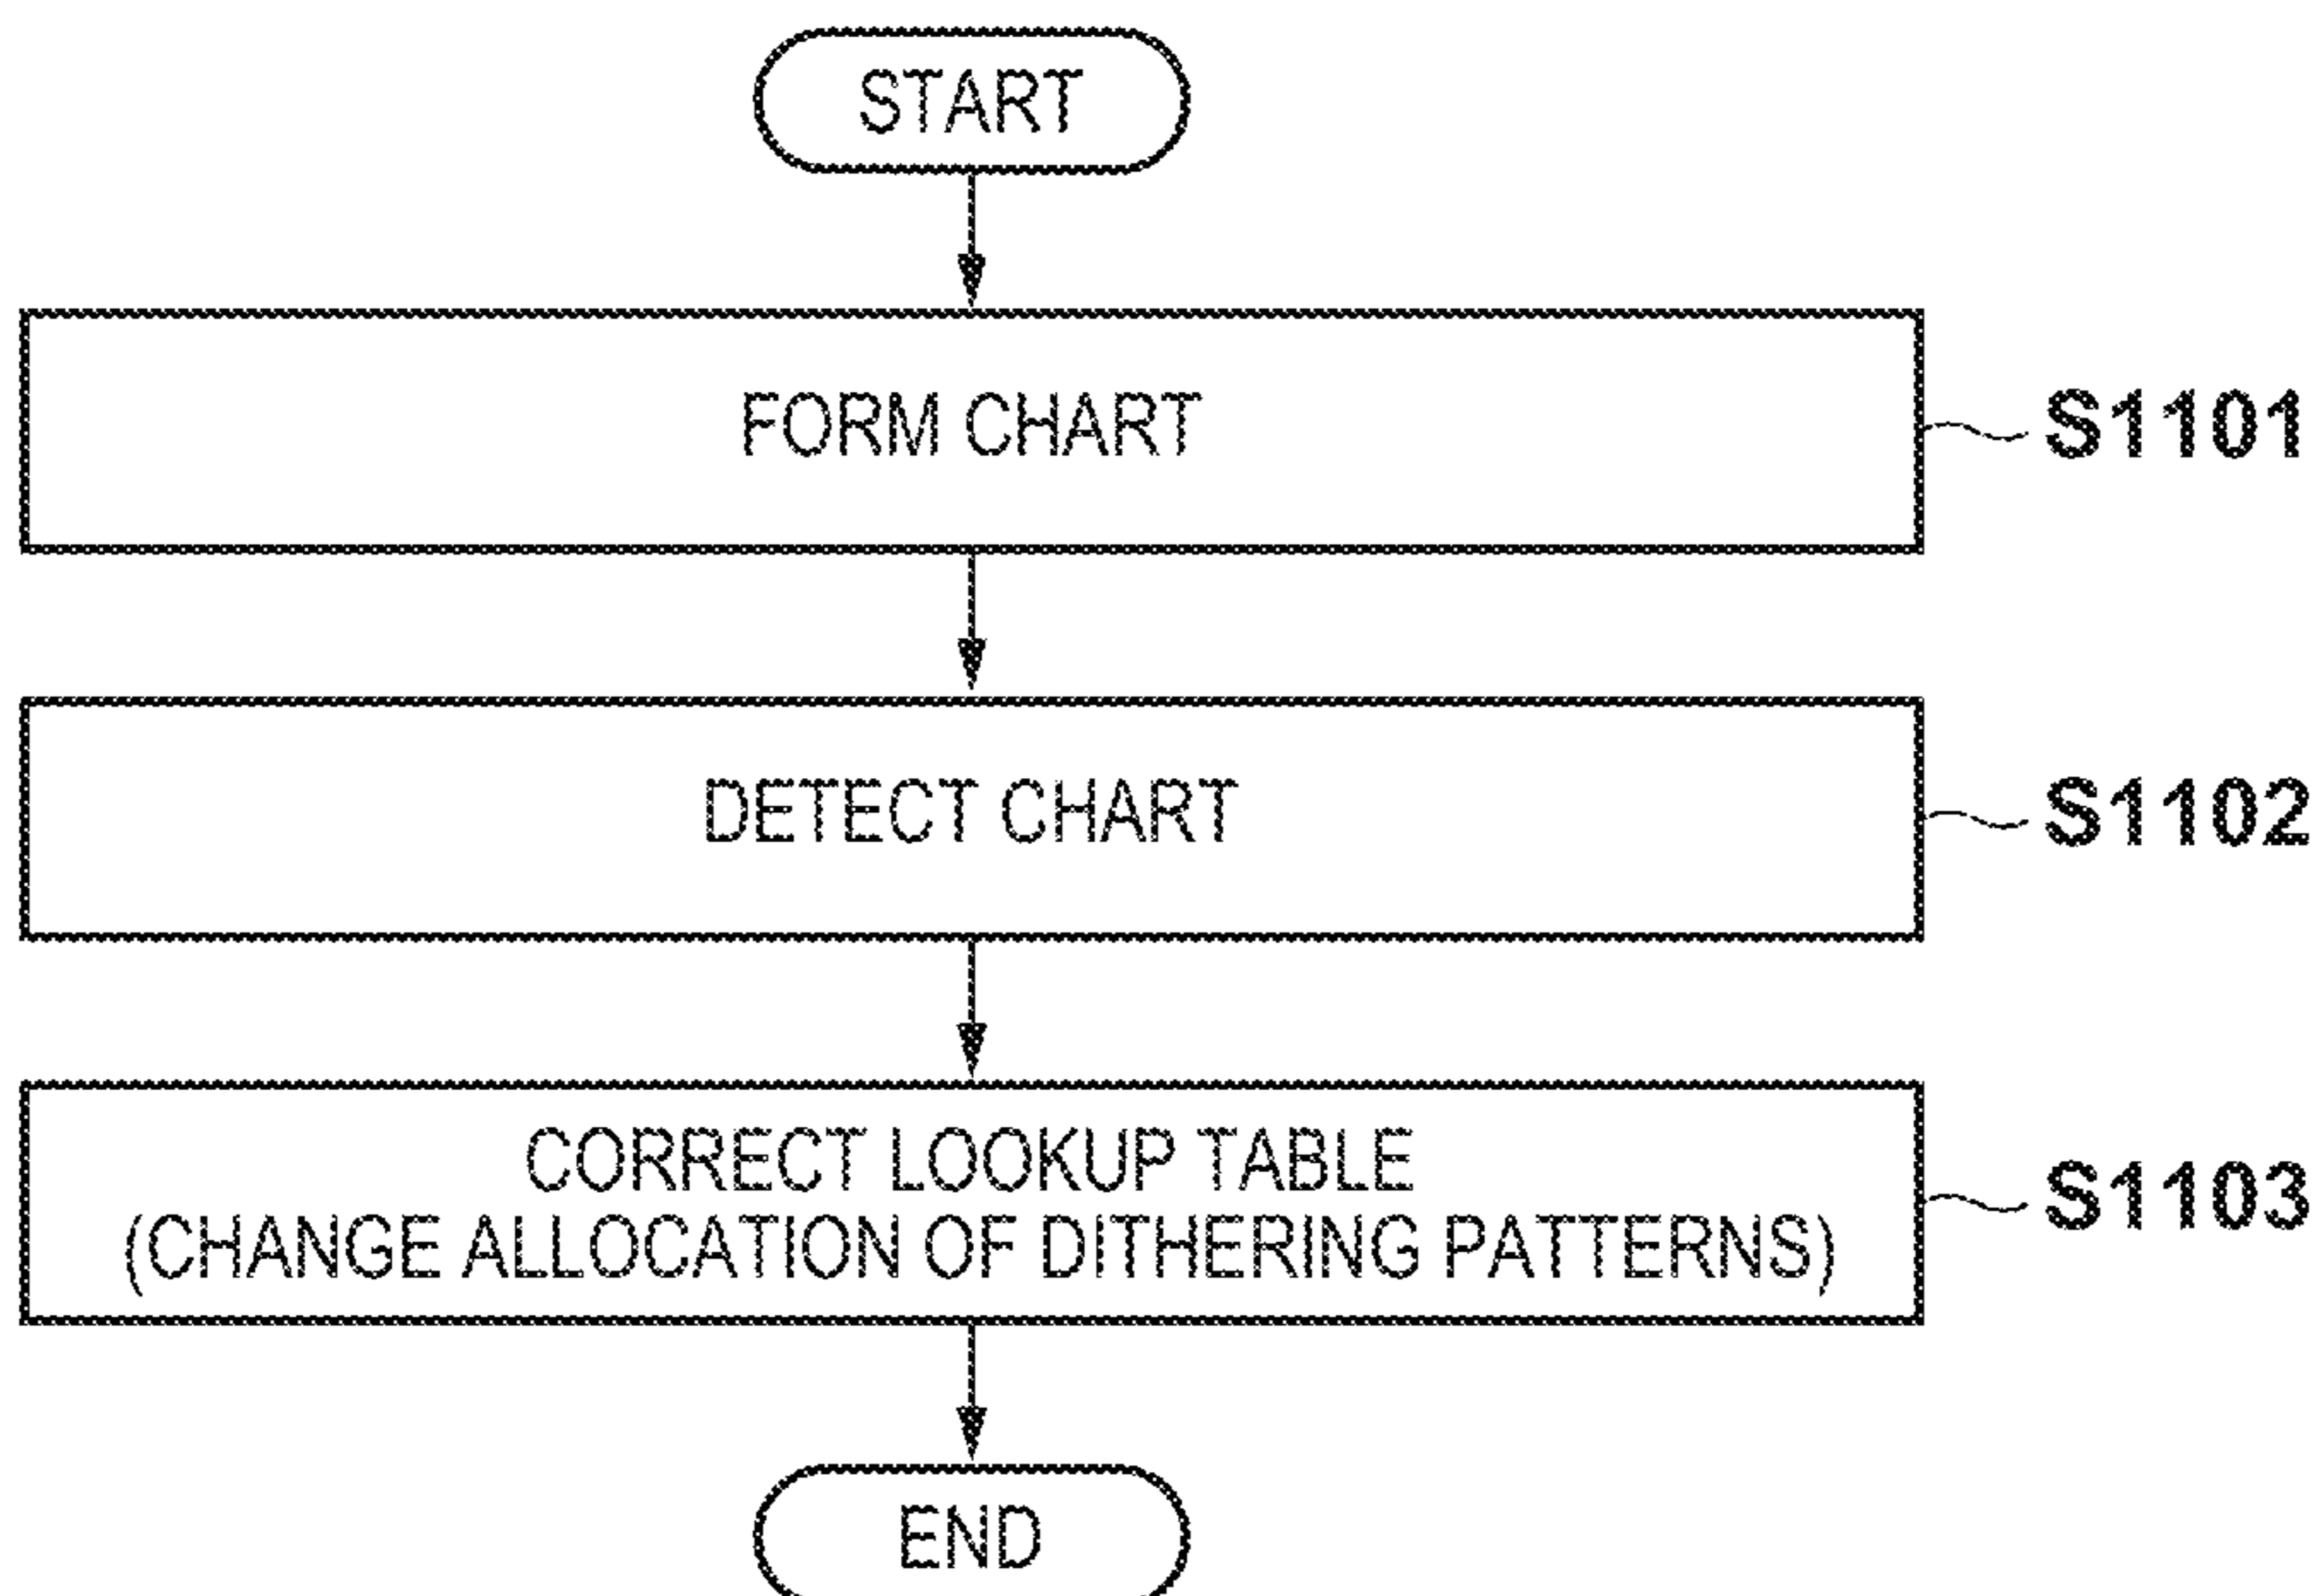 START
FORM CHART
S1101
DETECT CHART
S1102
CORRECT LOOKUP TABLE
(CHANGE ALLOCATION OF DITHERING PATTERNS)
S1103
END